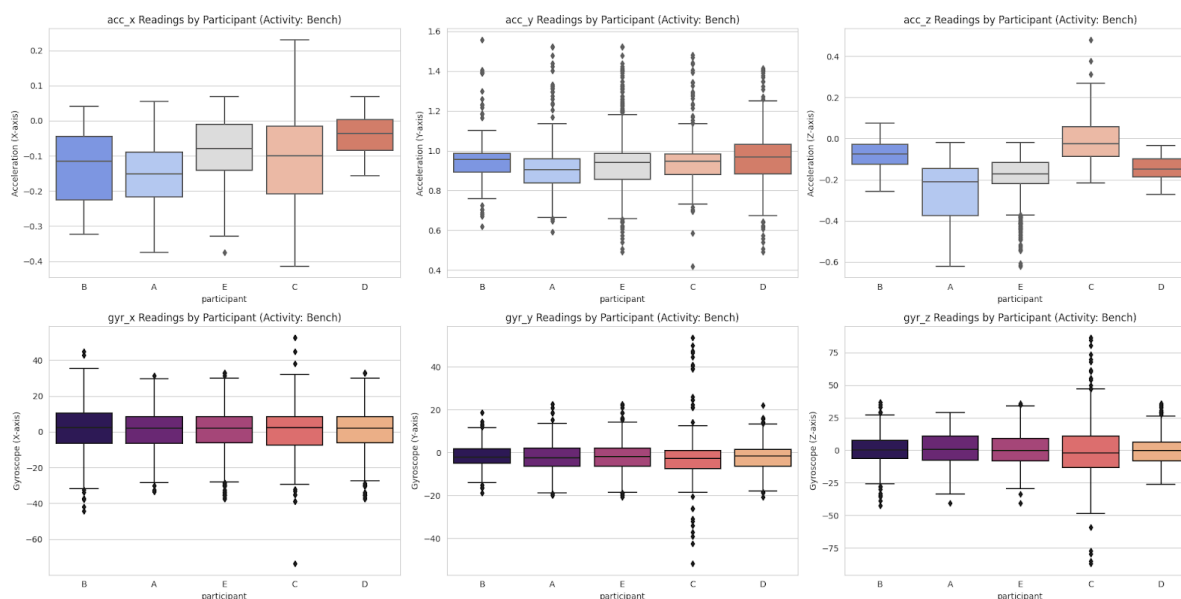 acc_x Readings by Participant (Activity: Bench)
Acceleration (X-axis)
0.2
0.1
0.0
−0.1
−0.2
−0.3
−0.4
B A E C D
participant
acc_y Readings by Participant (Activity: Bench)
Acceleration (Y-axis)
1.6
1.4
1.2
1.0
0.8
0.6
0.4
B A E C D
participant
acc_z Readings by Participant (Activity: Bench)
Acceleration (Z-axis)
0.4
0.2
0.0
−0.2
−0.4
−0.6
B A E C D
participant
gyr_x Readings by Participant (Activity: Bench)
Gyroscope (X-axis)
40
20
0
−20
−40
−60
B A E C D
participant
gyr_y Readings by Participant (Activity: Bench)
Gyroscope (Y-axis)
40
20
0
−20
−40
B A E C D
participant
gyr_z Readings by Participant (Activity: Bench)
Gyroscope (Z-axis)
75
50
25
0
−25
−50
−75
B A E C D
participant